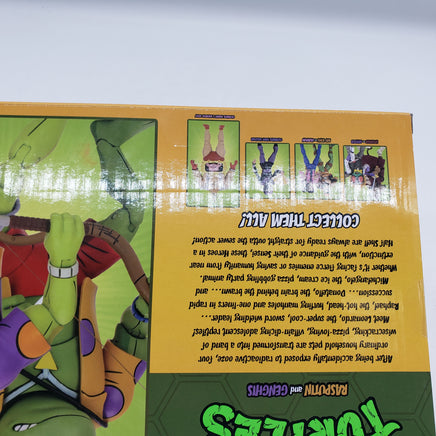 TURTLES
RASPUTIN and GENGHIS
After being accidentally exposed to radioactive ooze, four
ordinary household pets are transformed into a band of
wisecracking, pizza-loving, villain-slicing adolescent reptiles!
Meet Leonardo, the super-cool, sword wielding leader...
Raphael, the hot-head, hurling manholes and one-liners in rapid
succession... Donatello, the brain behind the brawn... and
Michelangelo, the ice cream, pizza gobbling party animal.
Whether it's facing fierce enemies or saving humanity from near
extinction, with the guidance of their Sensei, these Heroes in a
Half Shell are always ready for straight outta the sewer action!
COLLECT THEM ALL!